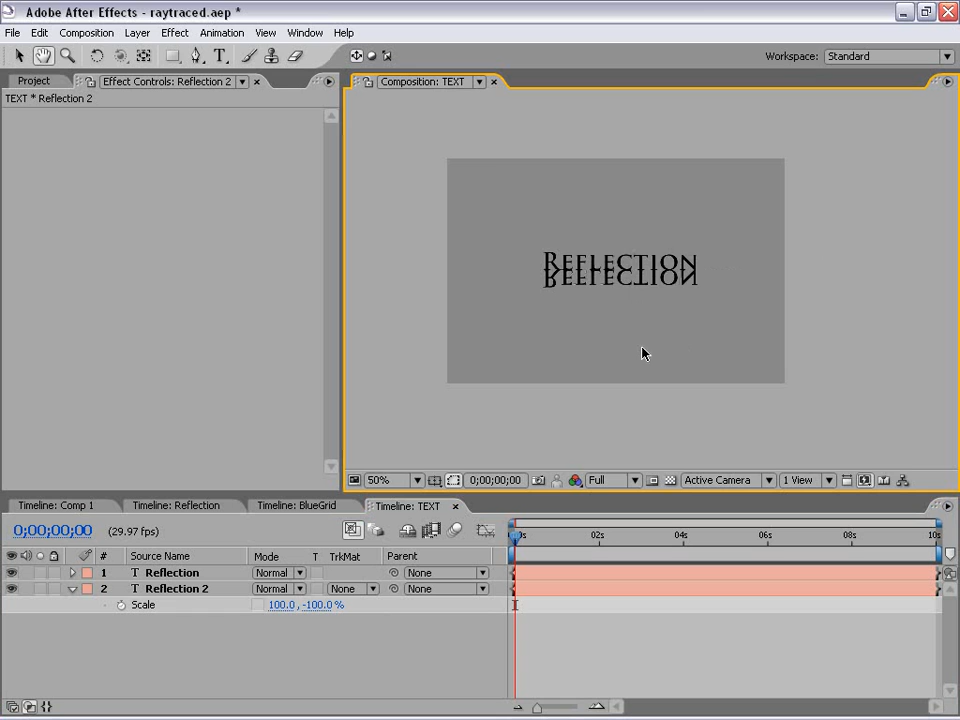 Adobe After Effects - raytraced.aep *
File Edit Composition Layer Effect Animation View Window Help
Workspace: Standard
Project Effect Controls: Reflection 2
Composition: TEXT
TEXT * Reflection 2
REFLECTION
REFLECTION
50% 0;00;00;00 Full Active Camera 1 View
Timeline: Comp 1 Timeline: Reflection Timeline: BlueGrid Timeline: TEXT
0;00;00;00 (29.97 fps)
02s 04s 06s 08s 10s
# Source Name Mode T TrkMat Parent
1 T Reflection Normal None
2 T Reflection 2 Normal None None
Scale 100.0, -100.0 %